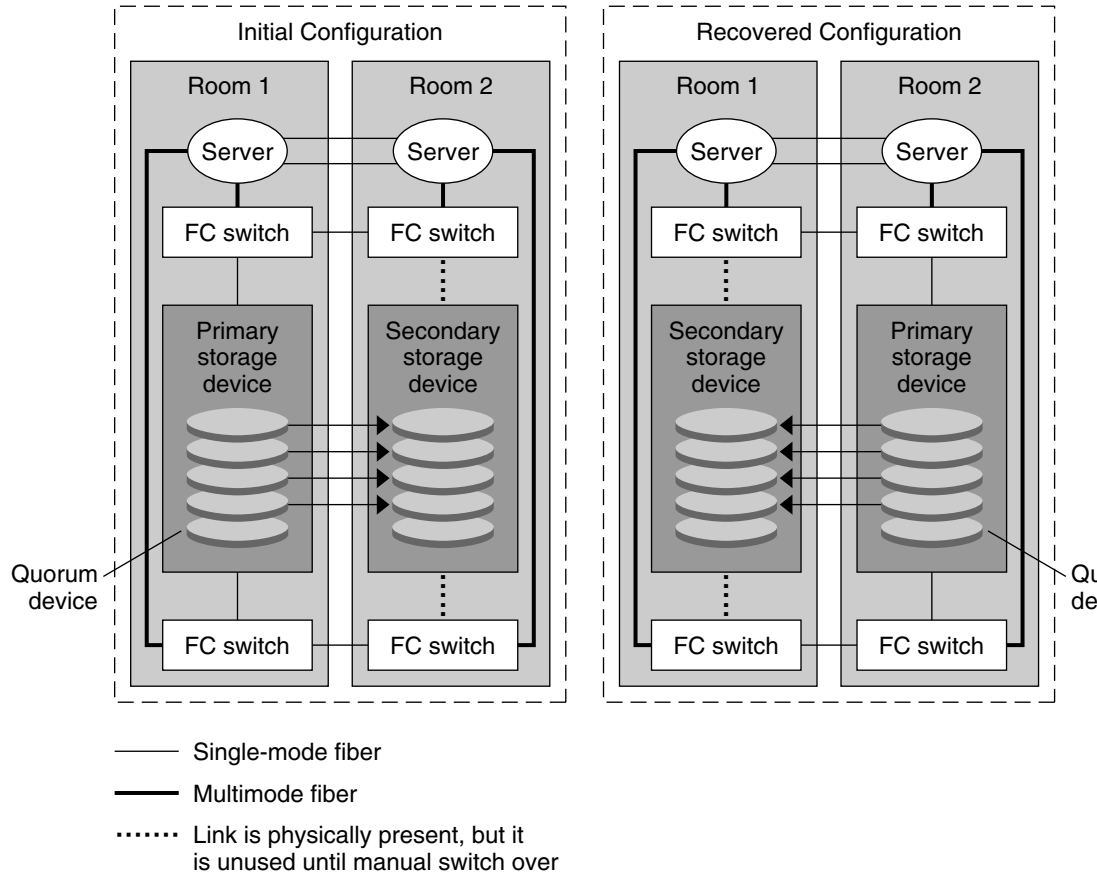 Initial Configuration
Room 1
Room 2
Server
Server
FC switch
FC switch
Primary
storage
device
Secondary
storage
device
Quorum
device
FC switch
FC switch
Recovered Configuration
Room 1
Room 2
Server
Server
FC switch
FC switch
Secondary
storage
device
Primary
storage
device
Qu
de
FC switch
FC switch
Single-mode fiber
Multimode fiber
Link is physically present, but it
is unused until manual switch over